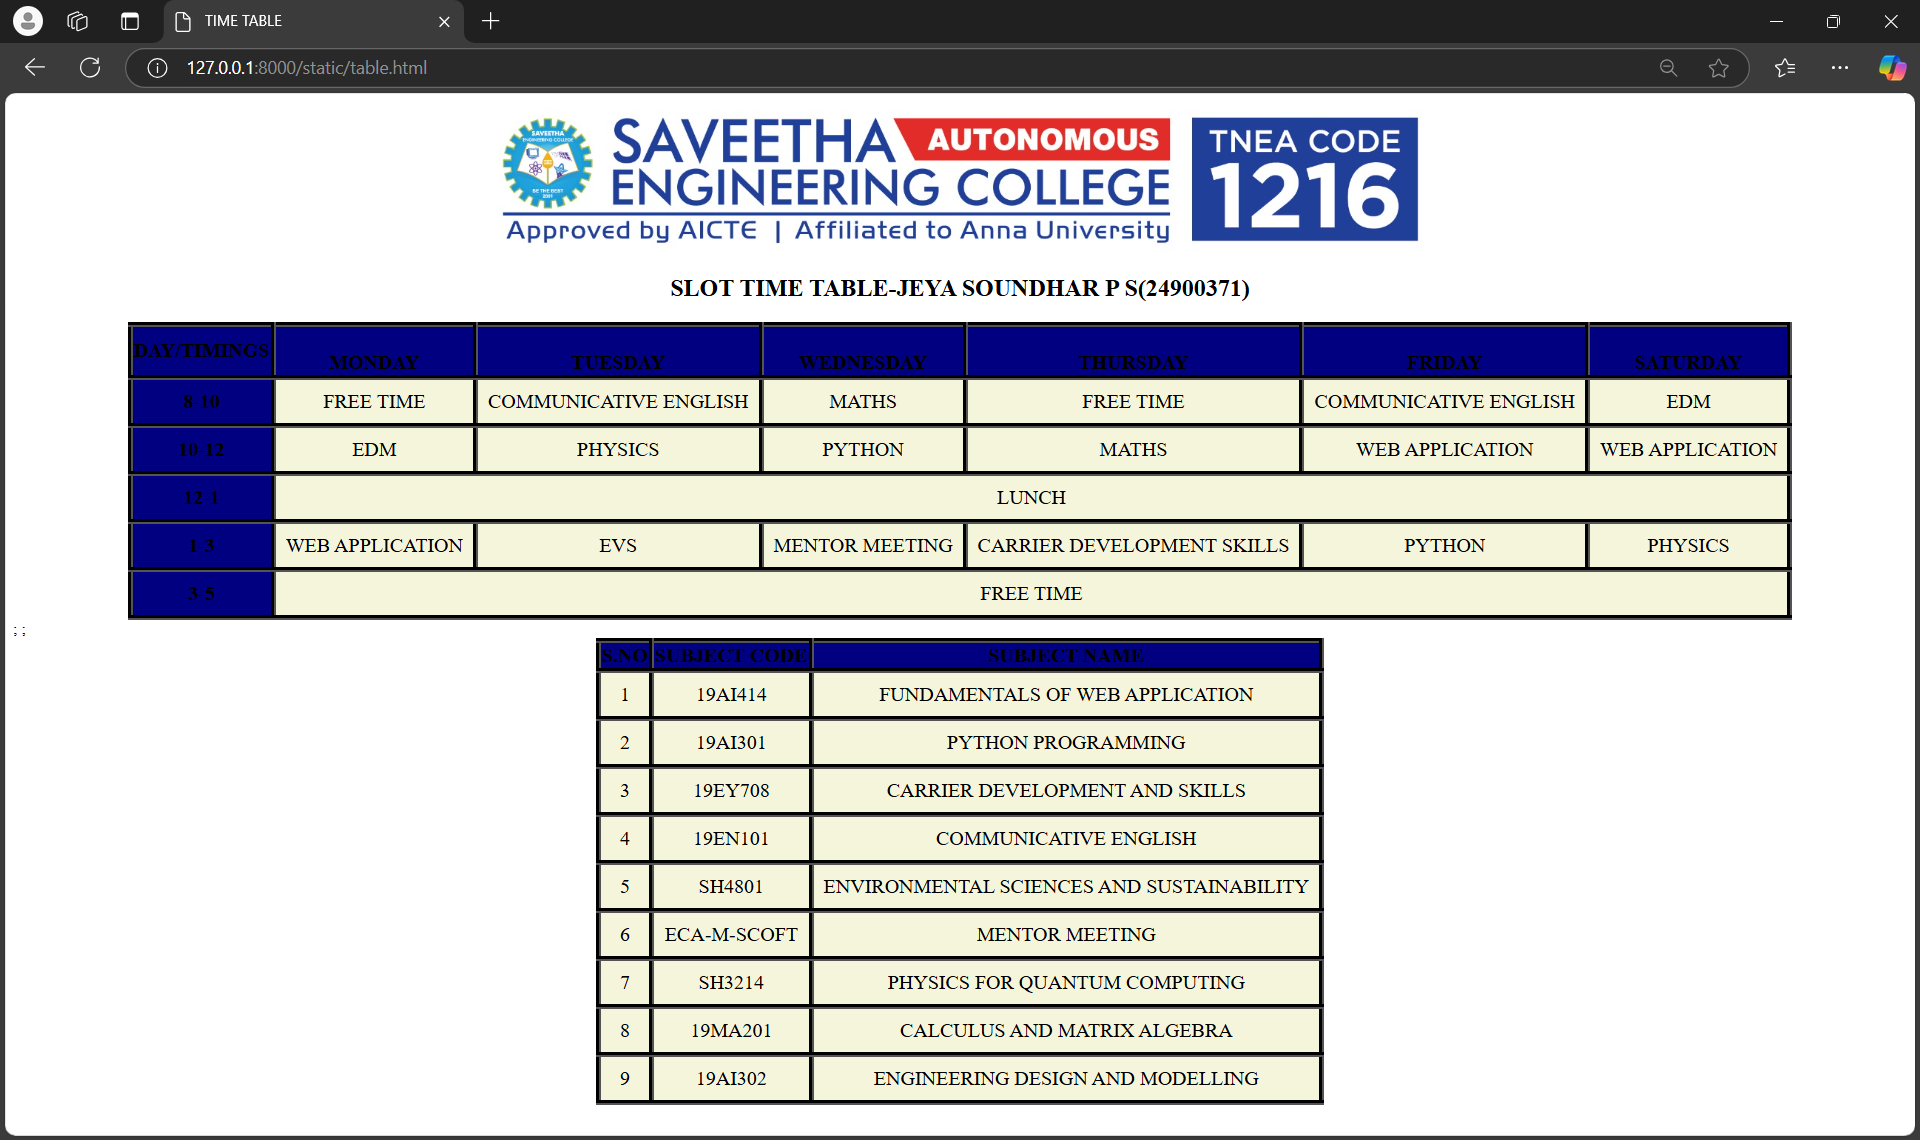 TIME TABLE
127.0.0.1:8000/static/table.html
SAVEETHA AUTONOMOUS
ENGINEERING COLLEGE
Approved by AICTE | Affiliated to Anna University
TNEA CODE
1216
SAVEETHA
ENGINEERING COLLEGE
BE THE BEST
2001
SLOT TIME TABLE-JEYA SOUNDHAR P S(24900371)
DAY/TIMINGS MONDAY TUESDAY WEDNESDAY THURSDAY FRIDAY SATURDAY
8-10 FREE TIME COMMUNICATIVE ENGLISH MATHS FREE TIME COMMUNICATIVE ENGLISH EDM
10-12 EDM PHYSICS PYTHON MATHS WEB APPLICATION WEB APPLICATION
12-1 LUNCH
1-3 WEB APPLICATION EVS MENTOR MEETING CARRIER DEVELOPMENT SKILLS PYTHON PHYSICS
3-5 FREE TIME
; ;
S.NO SUBJECT CODE SUBJECT NAME
1 19AI414 FUNDAMENTALS OF WEB APPLICATION
2 19AI301 PYTHON PROGRAMMING
3 19EY708 CARRIER DEVELOPMENT AND SKILLS
4 19EN101 COMMUNICATIVE ENGLISH
5 SH4801 ENVIRONMENTAL SCIENCES AND SUSTAINABILITY
6 ECA-M-SCOFT MENTOR MEETING
7 SH3214 PHYSICS FOR QUANTUM COMPUTING
8 19MA201 CALCULUS AND MATRIX ALGEBRA
9 19AI302 ENGINEERING DESIGN AND MODELLING